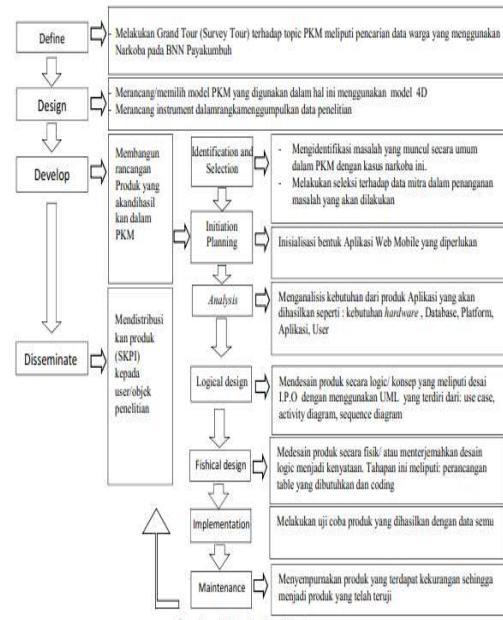 Define
- Melakukan Grand Tour (Survey Tour) terhadap topic PKM meliputi pencarian data warga yang menggunakan
Narkoba pada BNN Payakumbuh
Design
- Merancang/memilih model PKM yang digunakan dalam hal ini menggunakan model 4D
- Merancang instrument dalamrangkamenggumpulkan data penelitian
Develop
Membangun
rancangan
Produk yang
akandihasil
kan dalam
PKM
Identification and
Selection
- Mengidentifikasi masalah yang muncul secara umum
dalam PKM dengan kasus narkoba ini.
- Melakukan seleksi terhadap data mitra dalam penanganan
masalah yang akan dilakukan
Initiation
Planning
Inisialisasi bentuk Aplikasi Web Mobile yang diperlukan
Analysis
Menganalisis kebutuhan dari produk Aplikasi yang akan
dihasilkan seperti : kebutuhan hardware , Database, Platform,
Aplikasi, User
Disseminate
Mendistribusi
kan produk
(SKPI)
kepada
user/objek
penelitian
Logical design
Mendesain produk secara logic/ konsep yang meliputi desai
I.P.O dengan menggunakan UML yang terdiri dari: use case,
activity diagram, sequence diagram
Fishical design
Medesain produk secara fisik/ atau menterjemahkan desain
logic menjadi kenyataan. Tahapan ini meliputi: perancangan
table yang dibutuhkan dan coding
Implementation
Melakukan uji coba produk yang dihasilkan dengan data semu
Maintenance
Menyempurnakan produk yang terdapat kekurangan sehingga
menjadi produk yang telah teruji